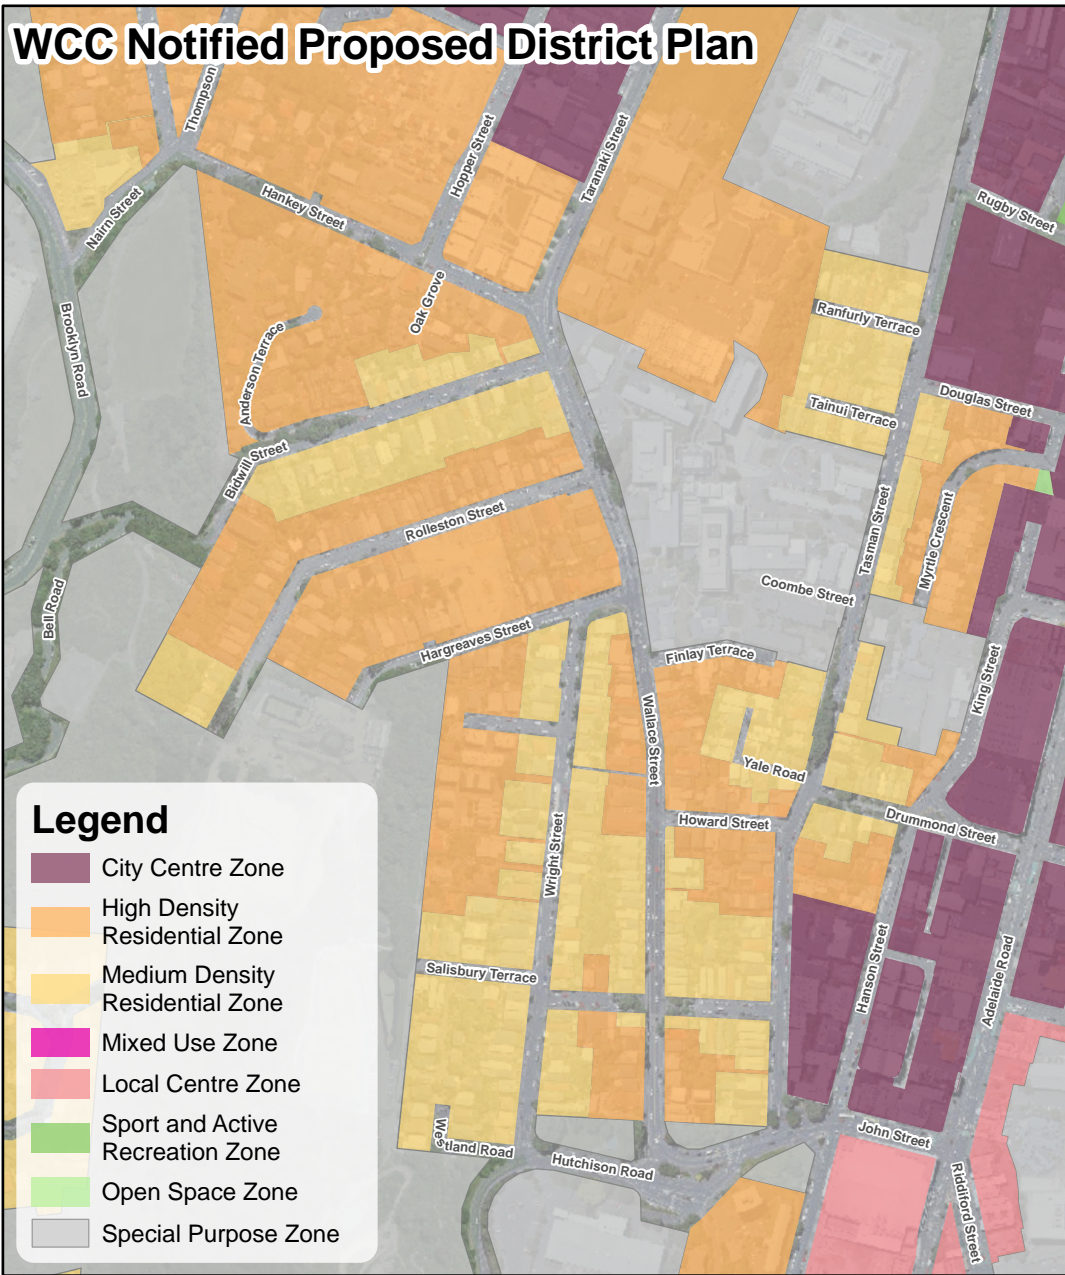 WCC Notified Proposed District Plan
Thompson
Hopper Street
Taranaki Street
Nairn Street
Hankey Street
Rugby Street
Oak Grove
Ranfurly Terrace
Brooklyn Road
Anderson Terrace
Douglas Street
Tainui Terrace
Bidwill Street
Rolleston Street
Tasman Street
Myrtle Crescent
Bell Road
Coombe Street
Hargreaves Street
Finlay Terrace
King Street
Wallace Street
Yale Road
Howard Street
Drummond Street
Wright Street
Salisbury Terrace
Hanson Street
Adelaide Road
Westland Road
Hutchison Road
John Street
Riddiford Street
Legend
City Centre Zone
High Density
Residential Zone
Medium Density
Residential Zone
Mixed Use Zone
Local Centre Zone
Sport and Active
Recreation Zone
Open Space Zone
Special Purpose Zone